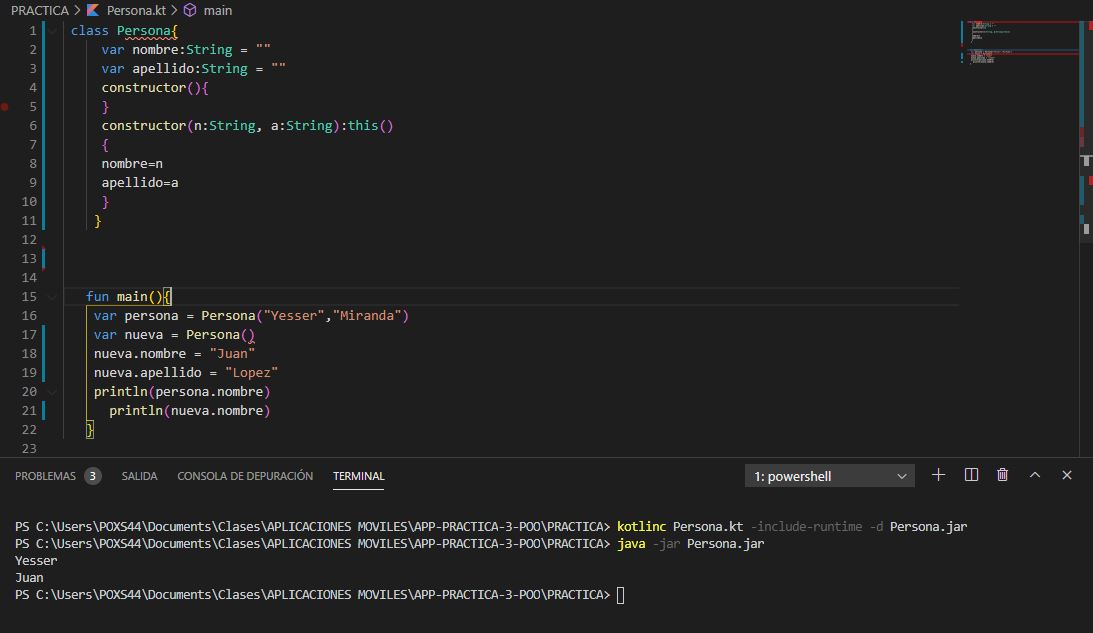 PRACTICA > Persona.kt > main
1 class Persona{
2 var nombre:String = ""
3 var apellido:String = ""
4 constructor(){
5 }
6 constructor(n:String, a:String):this()
7 {
8 nombre=n
9 apellido=a
10 }
11 }
12
13
14
15 fun main(){
16 var persona = Persona("Yesser","Miranda")
17 var nueva = Persona()
18 nueva.nombre = "Juan"
19 nueva.apellido = "Lopez"
20 println(persona.nombre)
21 println(nueva.nombre)
22 }
23
PROBLEMAS 3 SALIDA CONSOLA DE DEPURACIÓN TERMINAL 1: powershell
PS C:\Users\POXS44\Documents\Clases\APLICACIONES MOVILES\APP-PRACTICA-3-POO\PRACTICA> kotlinc Persona.kt -include-runtime -d Persona.jar
PS C:\Users\POXS44\Documents\Clases\APLICACIONES MOVILES\APP-PRACTICA-3-POO\PRACTICA> java -jar Persona.jar
Yesser
Juan
PS C:\Users\POXS44\Documents\Clases\APLICACIONES MOVILES\APP-PRACTICA-3-POO\PRACTICA>